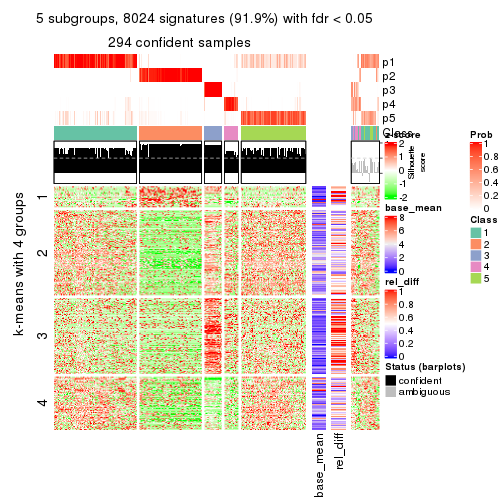 5 subgroups, 8024 signatures (91.9%) with fdr < 0.05
294 confident samples
p1
p2
p3
p4
p5
Class
z-score
2
1
0
-1
-2
Silhouette
score
Prob
1
0.8
0.6
0.4
0.2
0
base_mean
8
6
4
2
0
Class
1
2
3
4
5
rel_diff
1
0.8
0.6
0.4
0.2
0
Status (barplots)
confident
ambiguous
k-means with 4 groups
1
2
3
4
base_mean
rel_diff